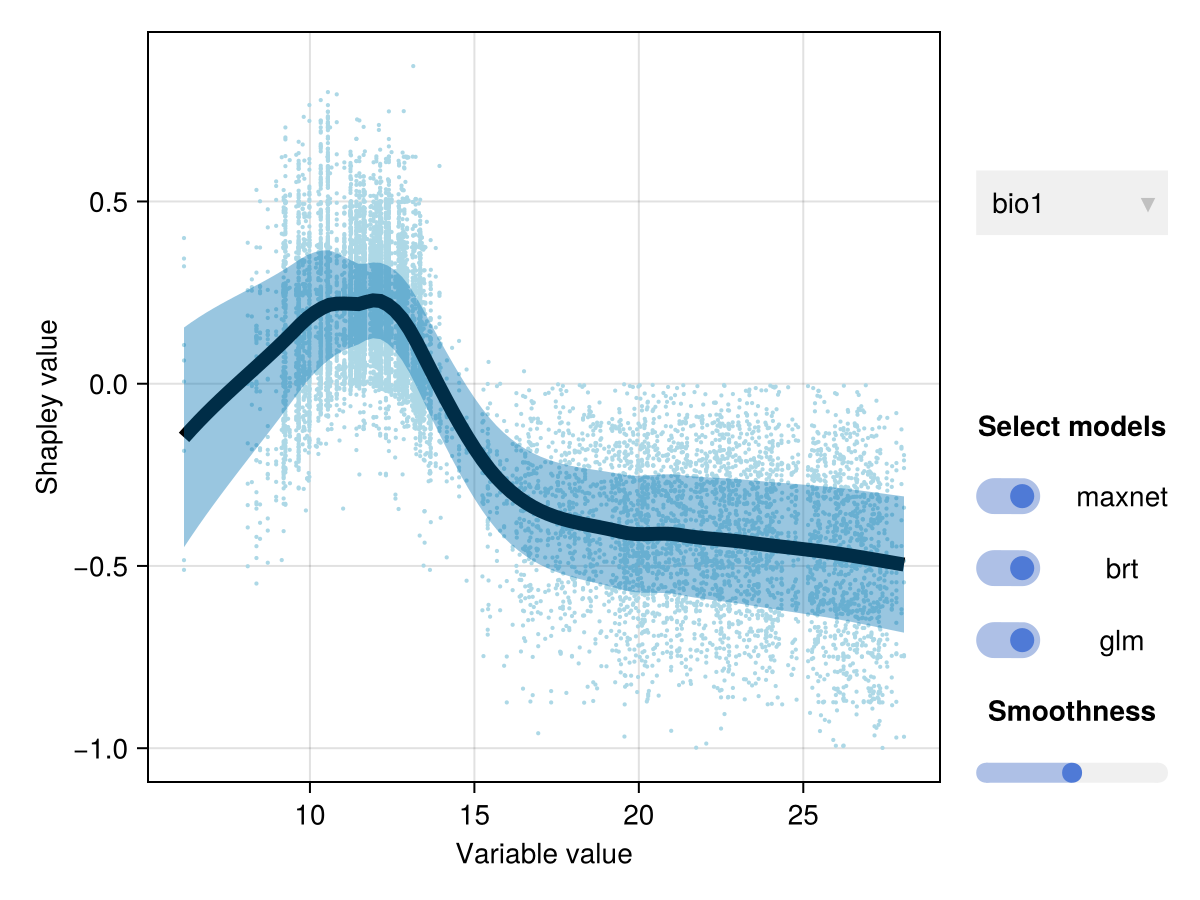 0.5
0.0
−0.5
−1.0
Shapley value
10 15 20 25
Variable value
bio1
Select models
maxnet
brt
glm
Smoothness